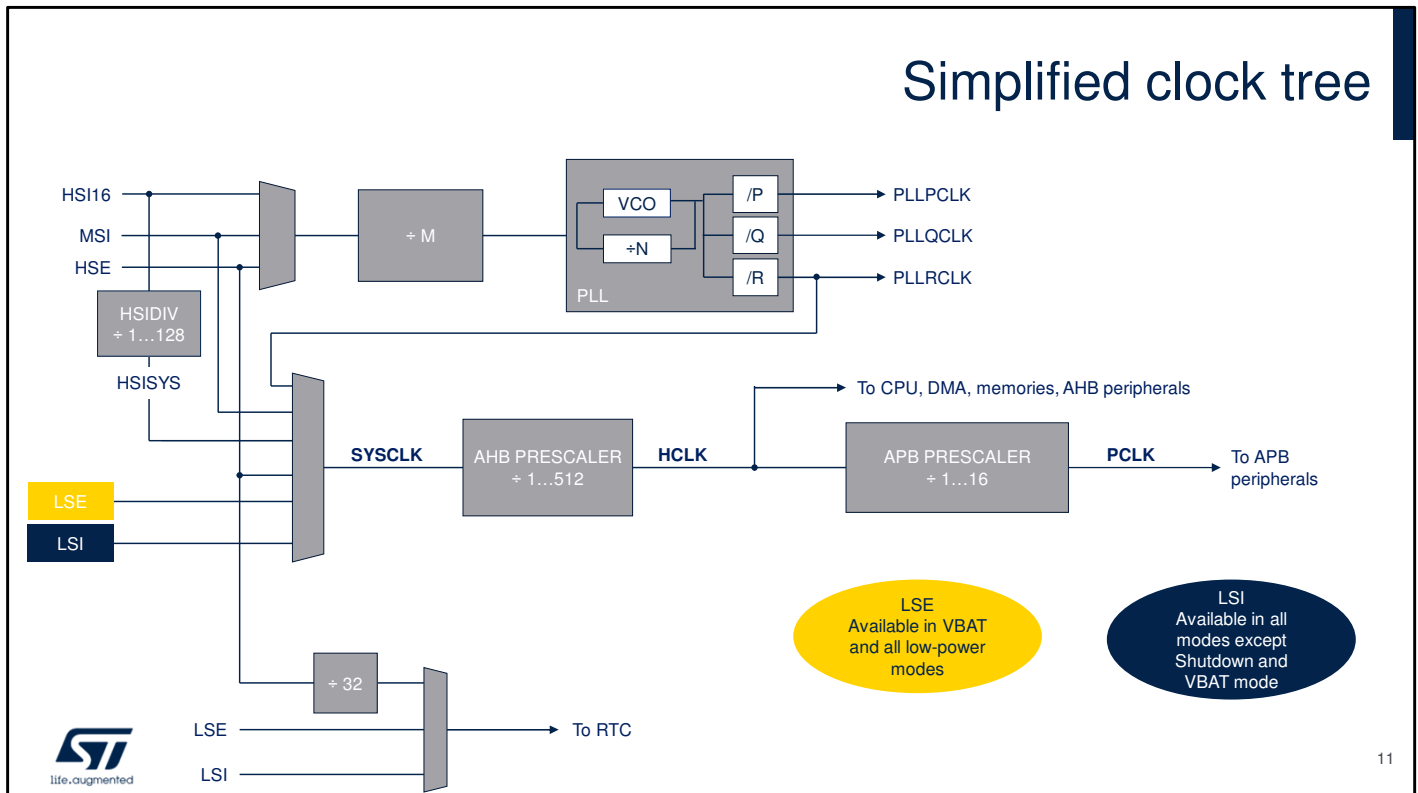 Simplified clock tree
HSI16
MSI
HSE
÷ M
VCO
÷N
/P
/Q
/R
PLL
PLLPCLK
PLLQCLK
PLLRCLK
HSIDIV
÷ 1…128
HSISYS
To CPU, DMA, memories, AHB peripherals
SYSCLK
AHB PRESCALER
÷ 1…512
HCLK
APB PRESCALER
÷ 1…16
PCLK
To APB
peripherals
LSE
LSI
LSE
Available in VBAT
and all low-power
modes
LSI
Available in all
modes except
Shutdown and
VBAT mode
÷ 32
LSE
LSI
To RTC
ST
life.augmented
11